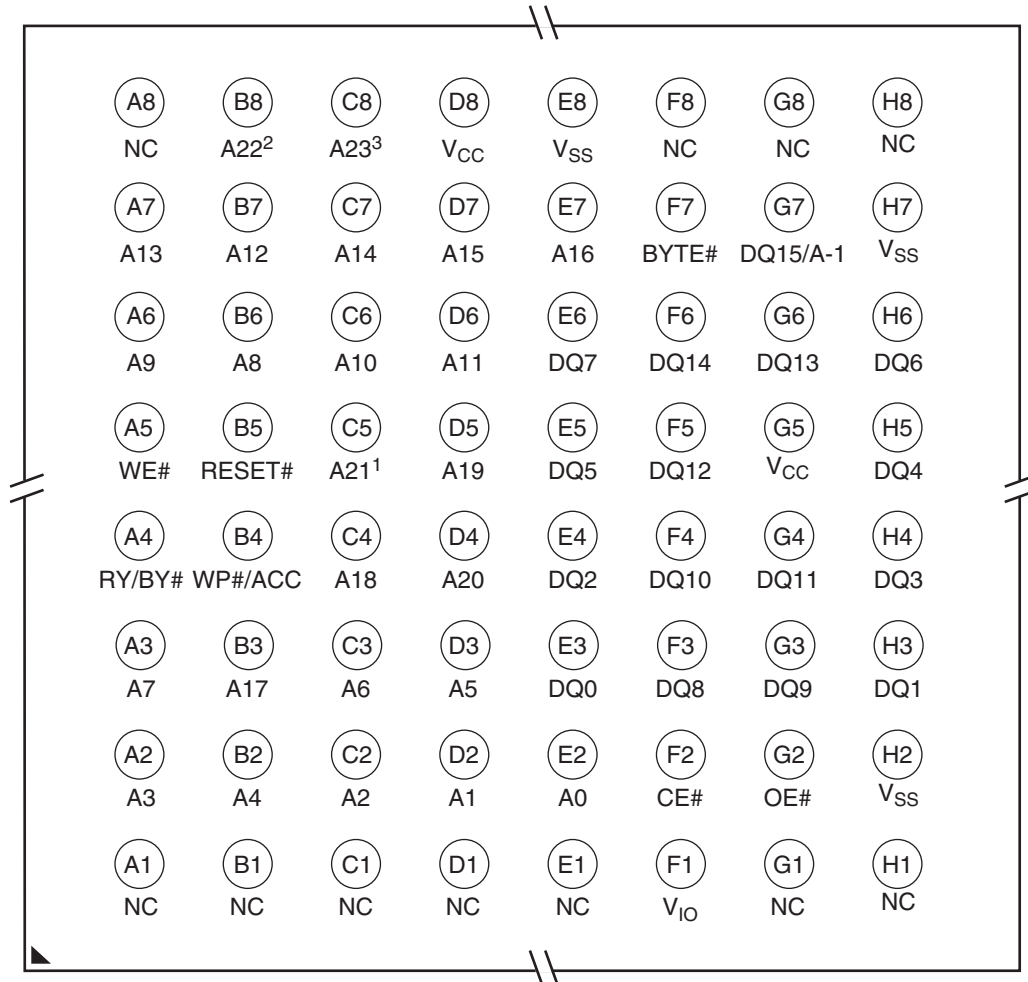 A8 B8 C8 D8 E8 F8 G8 H8
NC A22² A23³ VCC VSS NC NC NC
A7 B7 C7 D7 E7 F7 G7 H7
A13 A12 A14 A15 A16 BYTE# DQ15/A-1 VSS
A6 B6 C6 D6 E6 F6 G6 H6
A9 A8 A10 A11 DQ7 DQ14 DQ13 DQ6
A5 B5 C5 D5 E5 F5 G5 H5
WE# RESET# A21¹ A19 DQ5 DQ12 VCC DQ4
A4 B4 C4 D4 E4 F4 G4 H4
RY/BY# WP#/ACC A18 A20 DQ2 DQ10 DQ11 DQ3
A3 B3 C3 D3 E3 F3 G3 H3
A7 A17 A6 A5 DQ0 DQ8 DQ9 DQ1
A2 B2 C2 D2 E2 F2 G2 H2
A3 A4 A2 A1 A0 CE# OE# VSS
A1 B1 C1 D1 E1 F1 G1 H1
NC NC NC NC NC VIO NC NC